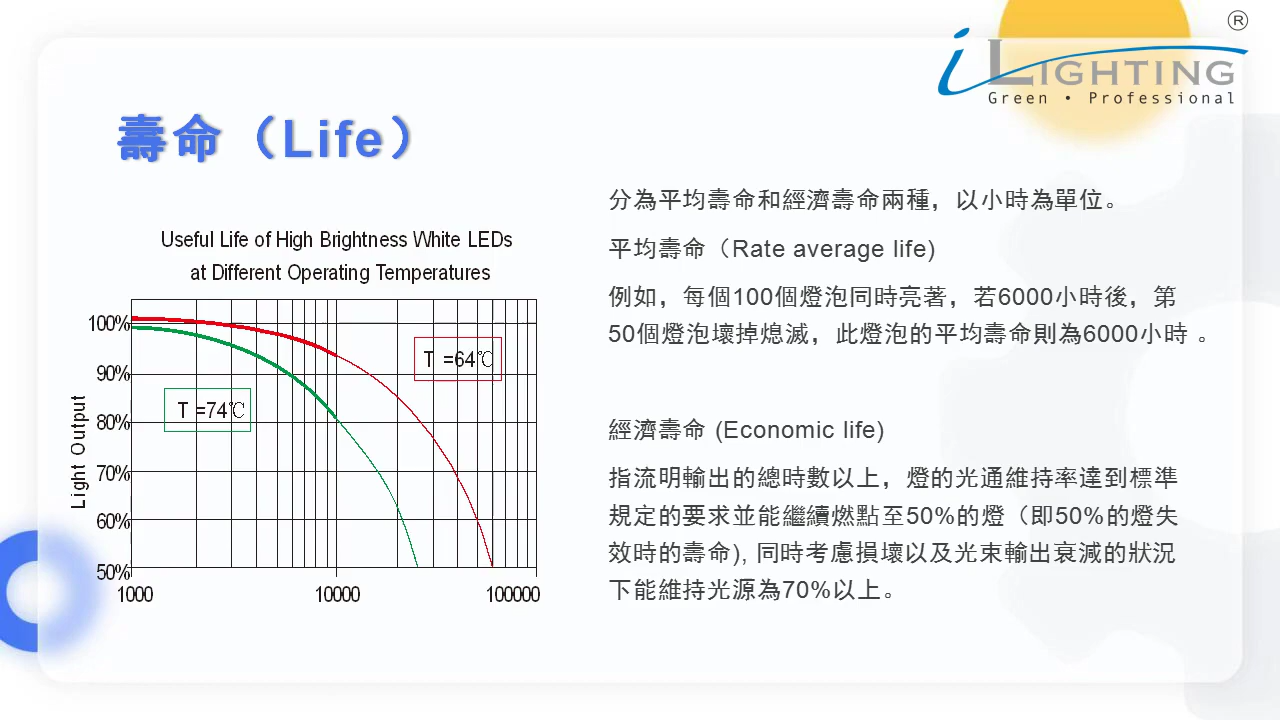 ®
iLIGHTING
Green • Professional
壽命（Life）
Useful Life of High Brightness White LEDs
at Different Operating Temperatures
100%
90%
80%
70%
60%
50%
Light Output
T =64℃
T =74℃
1000 10000 100000
分為平均壽命和經濟壽命兩種，以小時為單位。
平均壽命（Rate average life)
例如，每個100個燈泡同時亮著，若6000小時後，第
50個燈泡壞掉熄滅，此燈泡的平均壽命則為6000小時 。
經濟壽命 (Economic life)
指流明輸出的總時數以上，燈的光通維持率達到標準
規定的要求並能繼續燃點至50%的燈（即50%的燈失
效時的壽命), 同時考慮損壞以及光束輸出衰減的狀況
下能維持光源為70%以上。